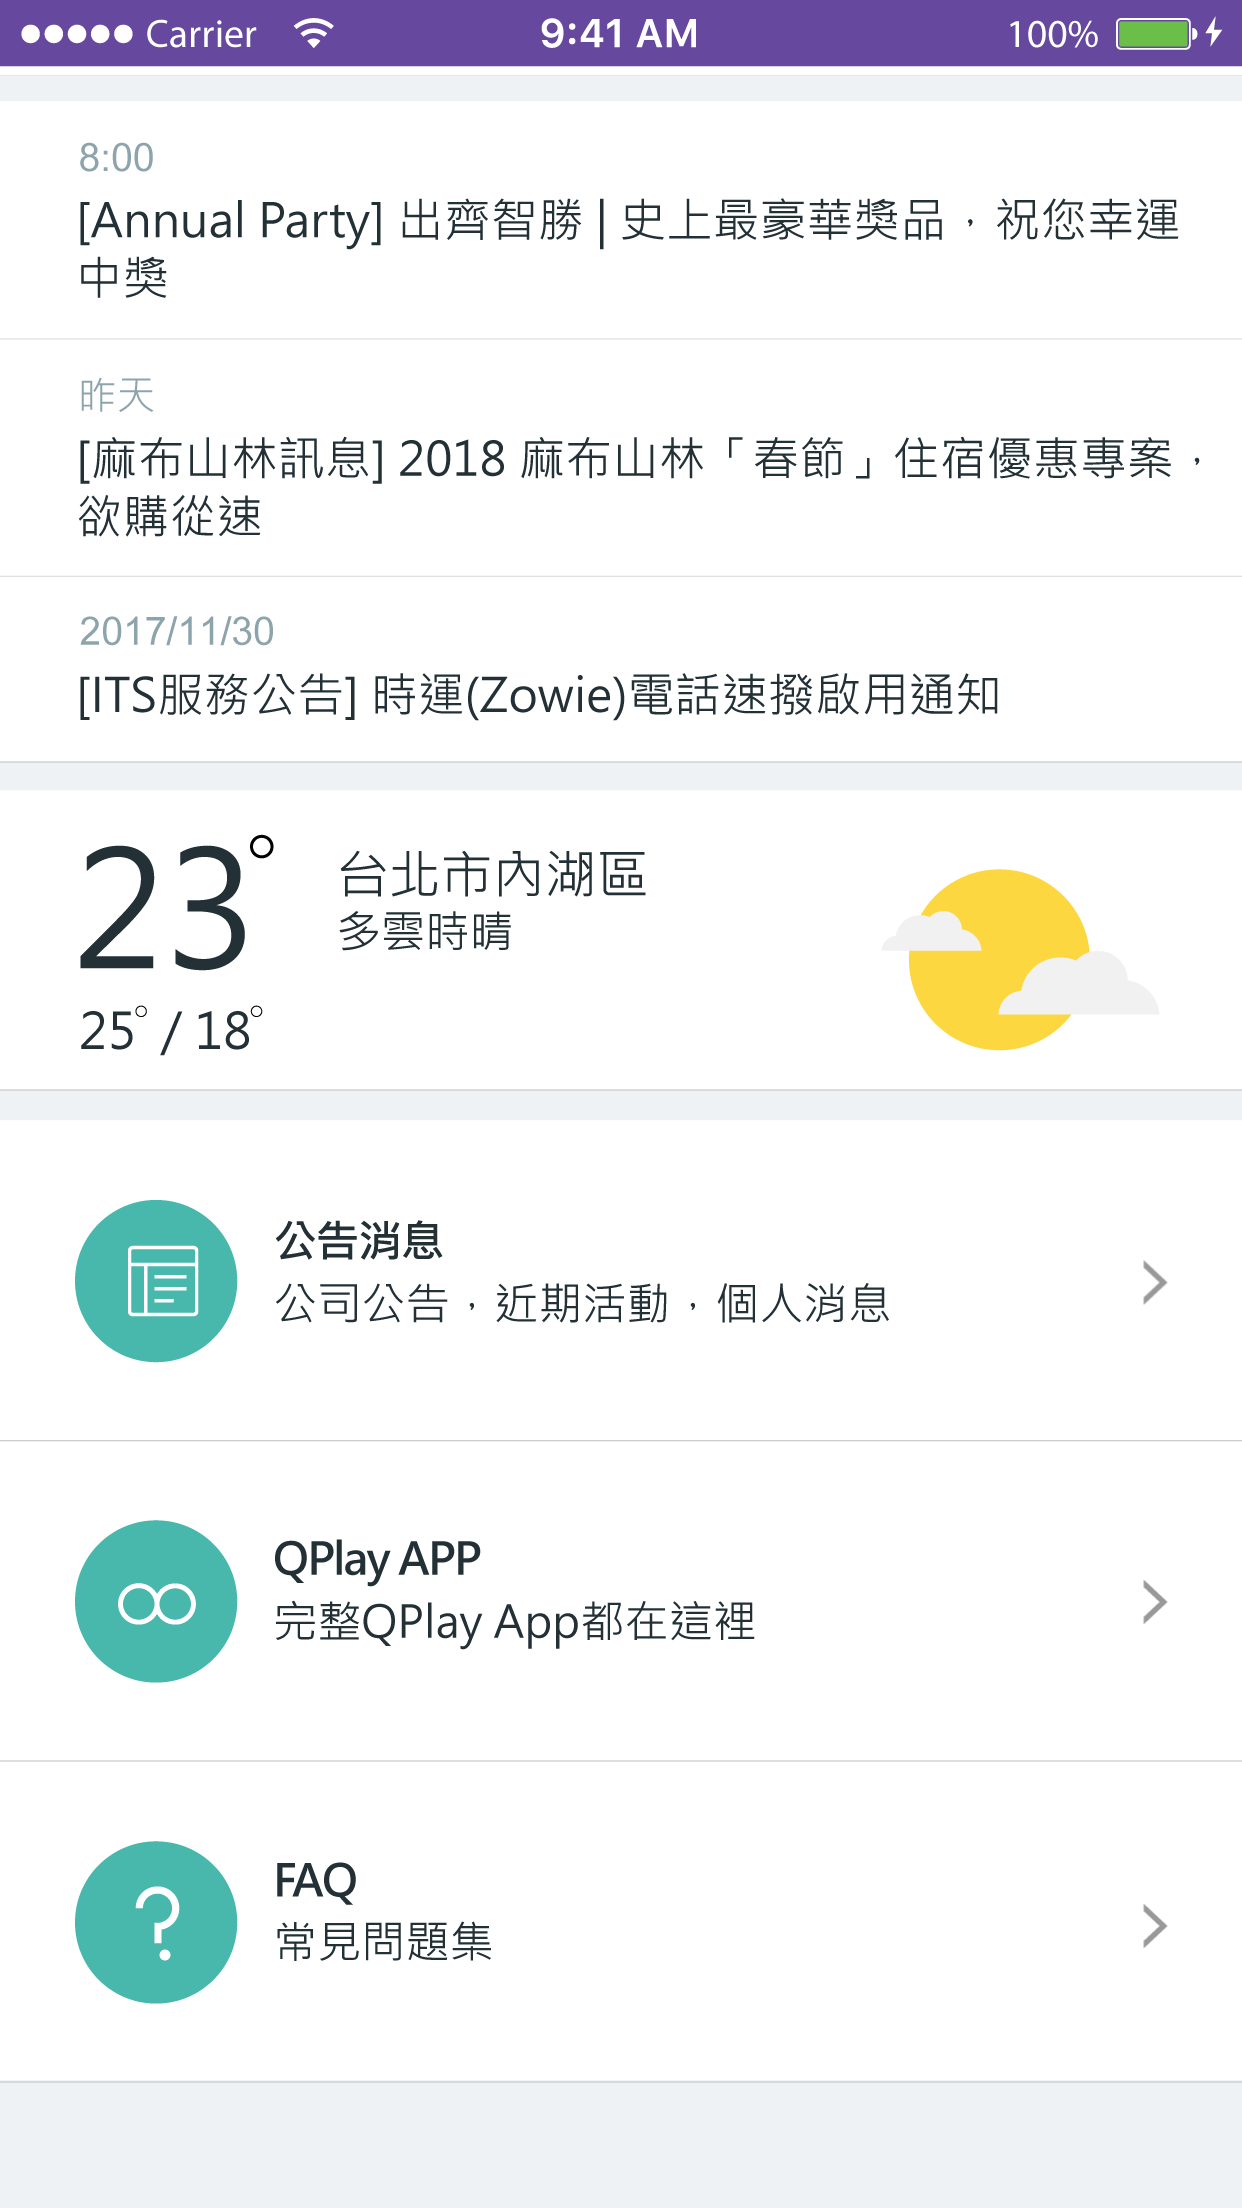 Carrier 9:41 AM 100%
8:00
[Annual Party] 出齊智勝 | 史上最豪華獎品，祝您幸運
中獎
昨天
[麻布山林訊息] 2018 麻布山林「春節」住宿優惠專案，
欲購從速
2017/11/30
[ITS服務公告] 時運(Zowie)電話速撥啟用通知
23°
台北市內湖區
多雲時晴
25° / 18°
公告消息
公司公告，近期活動，個人消息
QPlay APP
完整QPlay App都在這裡
FAQ
常見問題集